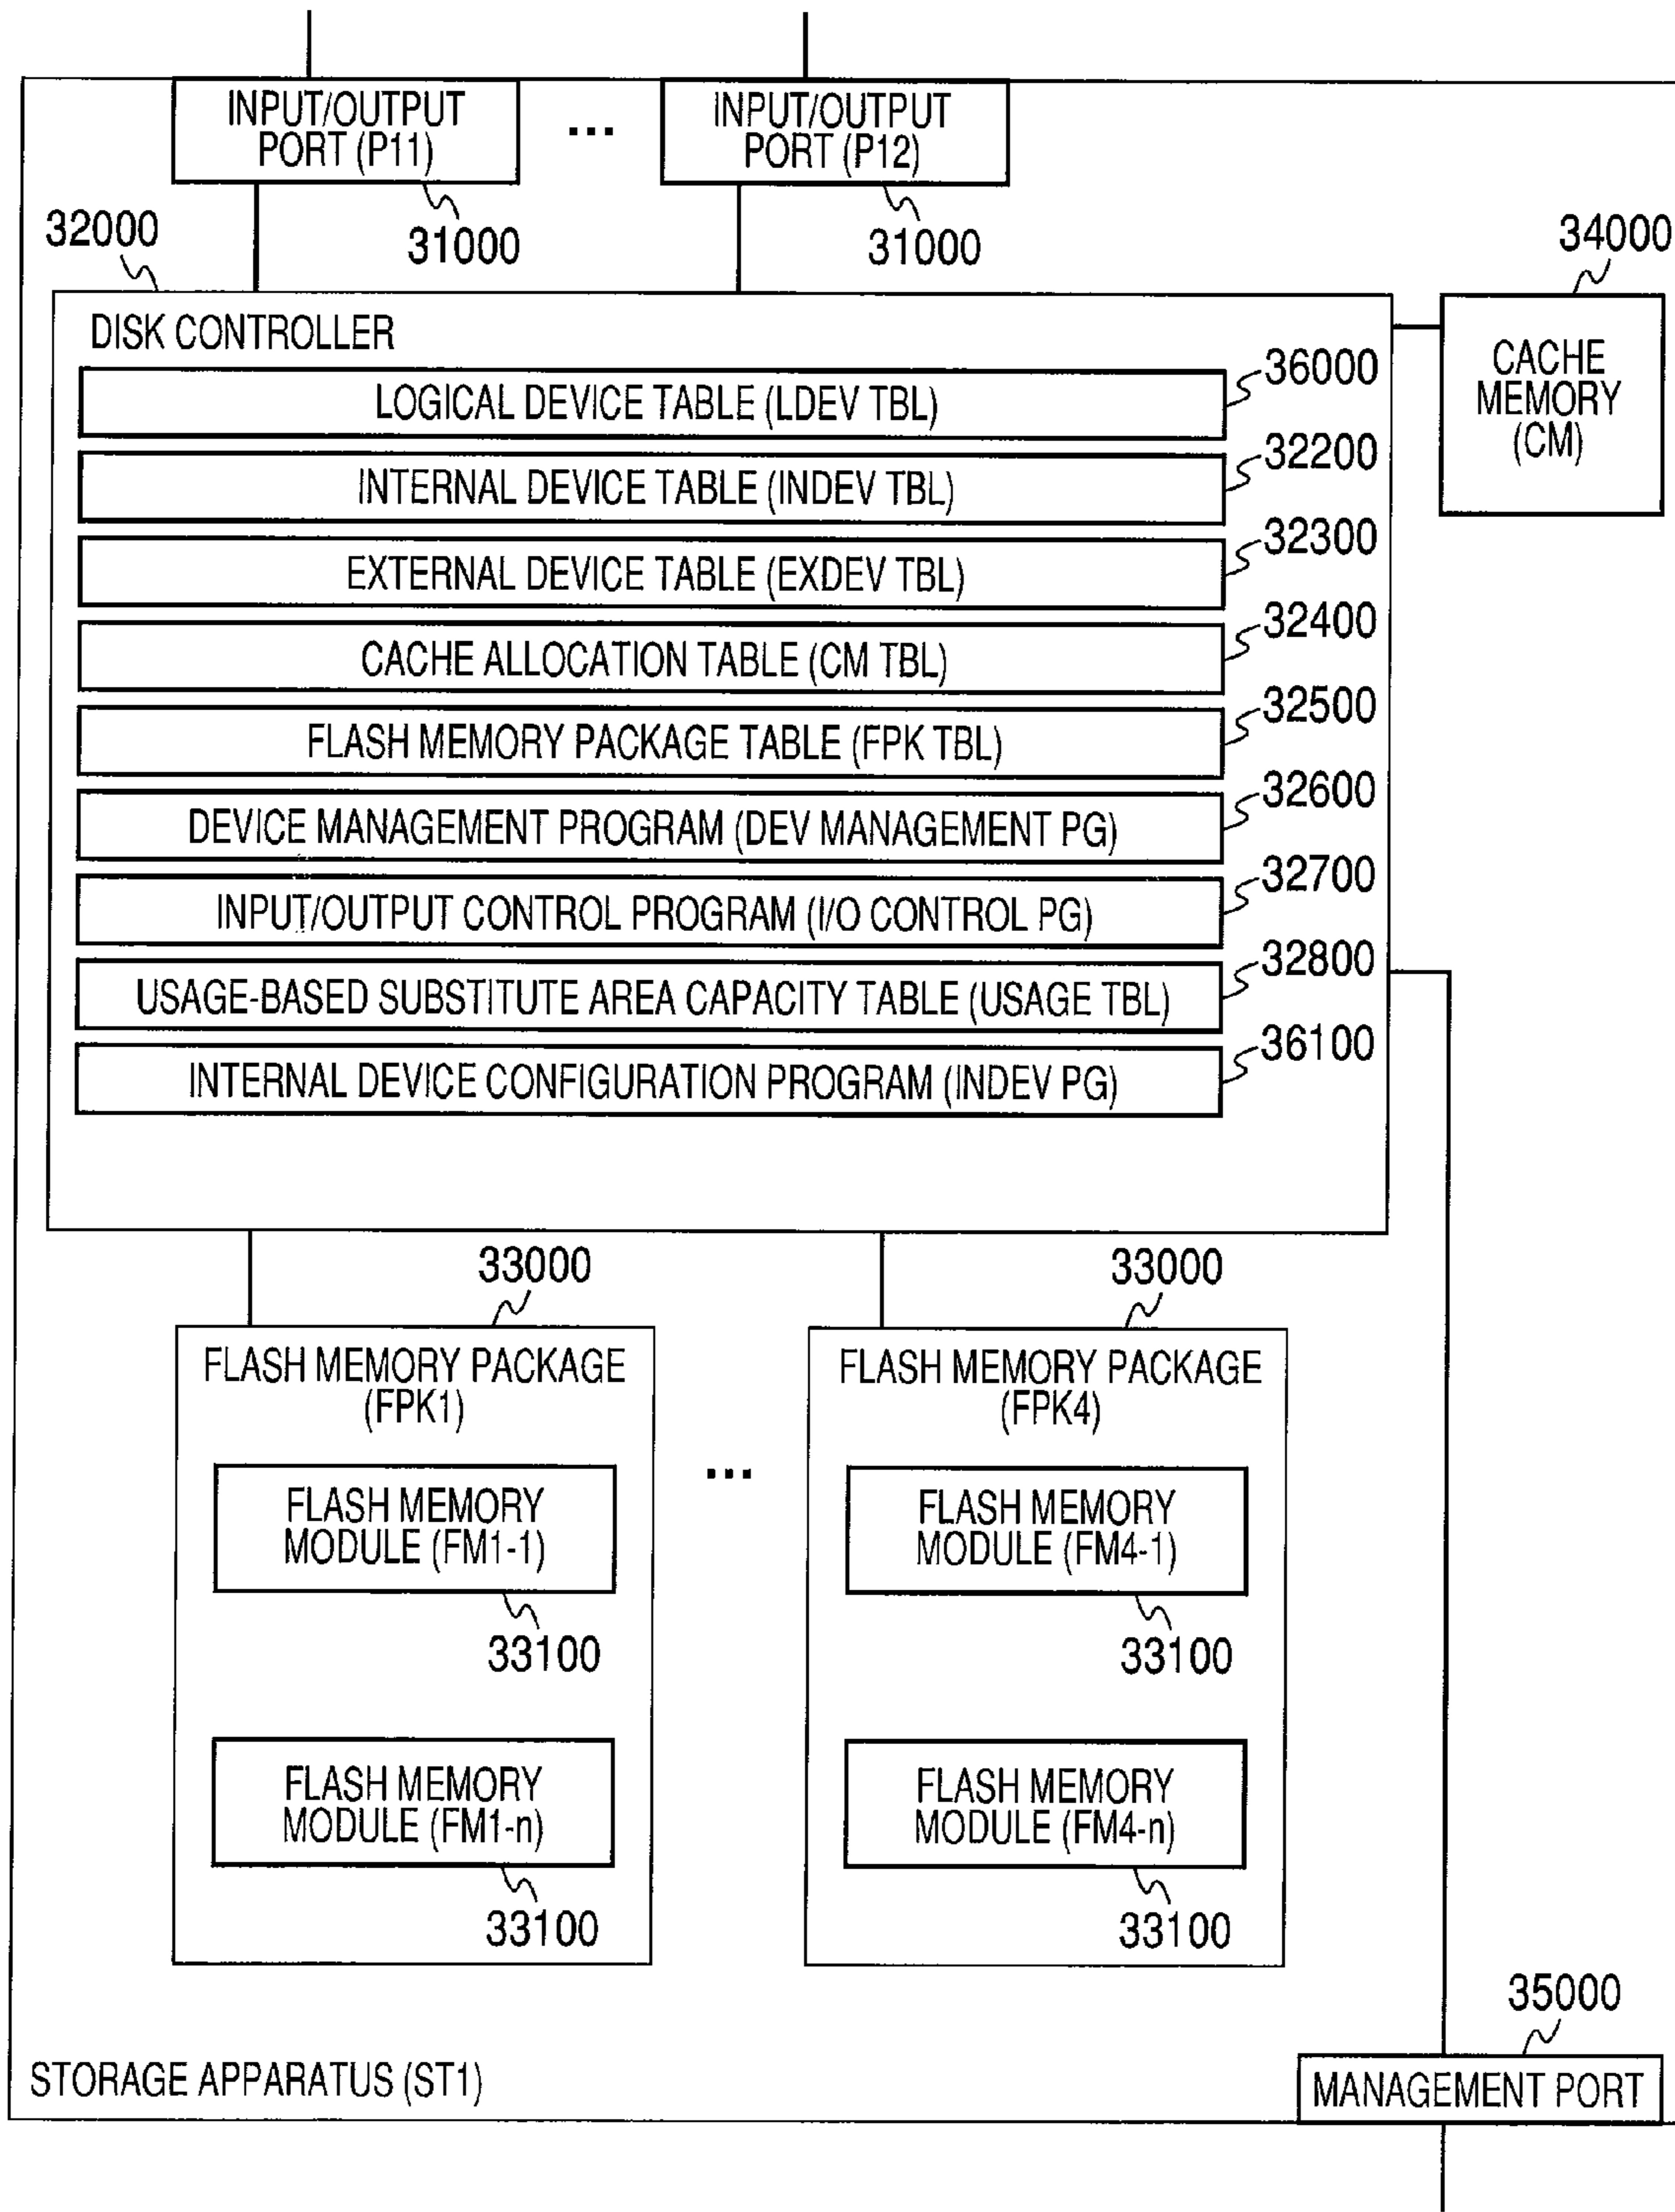 INPUT/OUTPUT
PORT (P11)
...
INPUT/OUTPUT
PORT (P12)
31000
31000
32000
34000
DISK CONTROLLER
CACHE
MEMORY
(CM)
LOGICAL DEVICE TABLE (LDEV TBL)
36000
INTERNAL DEVICE TABLE (INDEV TBL)
32200
EXTERNAL DEVICE TABLE (EXDEV TBL)
32300
CACHE ALLOCATION TABLE (CM TBL)
32400
FLASH MEMORY PACKAGE TABLE (FPK TBL)
32500
DEVICE MANAGEMENT PROGRAM (DEV MANAGEMENT PG)
32600
INPUT/OUTPUT CONTROL PROGRAM (I/O CONTROL PG)
32700
USAGE-BASED SUBSTITUTE AREA CAPACITY TABLE (USAGE TBL)
32800
INTERNAL DEVICE CONFIGURATION PROGRAM (INDEV PG)
36100
33000
33000
FLASH MEMORY PACKAGE
(FPK1)
FLASH MEMORY
MODULE (FM1-1)
33100
FLASH MEMORY
MODULE (FM1-n)
33100
...
FLASH MEMORY PACKAGE
(FPK4)
FLASH MEMORY
MODULE (FM4-1)
33100
FLASH MEMORY
MODULE (FM4-n)
33100
35000
STORAGE APPARATUS (ST1)
MANAGEMENT PORT